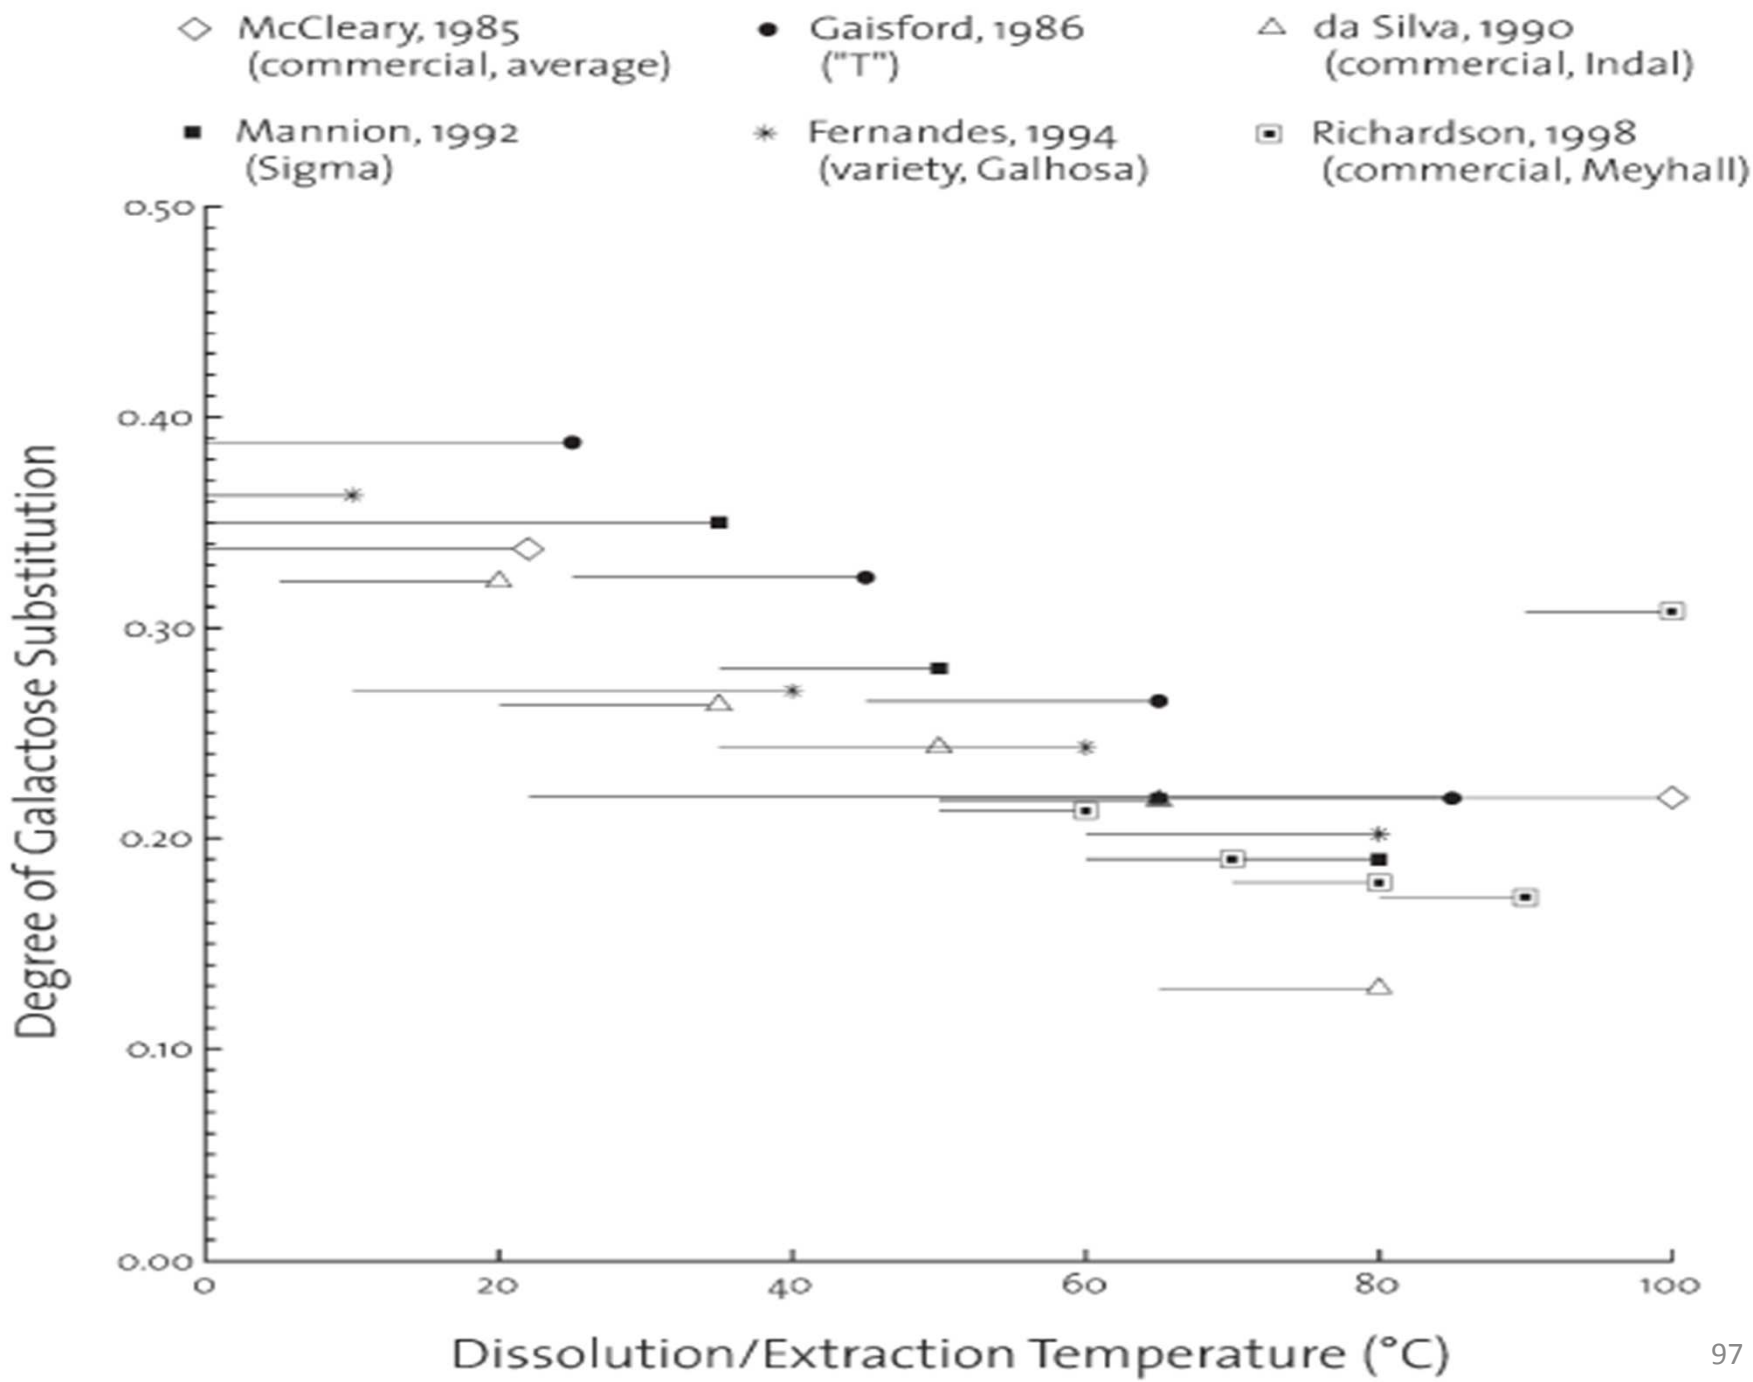 McCleary, 1985
(commercial, average)
Gaisford, 1986
("T")
da Silva, 1990
(commercial, Indal)
Mannion, 1992
(Sigma)
Fernandes, 1994
(variety, Galhosa)
Richardson, 1998
(commercial, Meyhall)
0.50
0.40
0.30
0.20
0.10
0.00
Degree of Galactose Substitution
0 20 40 60 80 100
Dissolution/Extraction Temperature (°C)
97